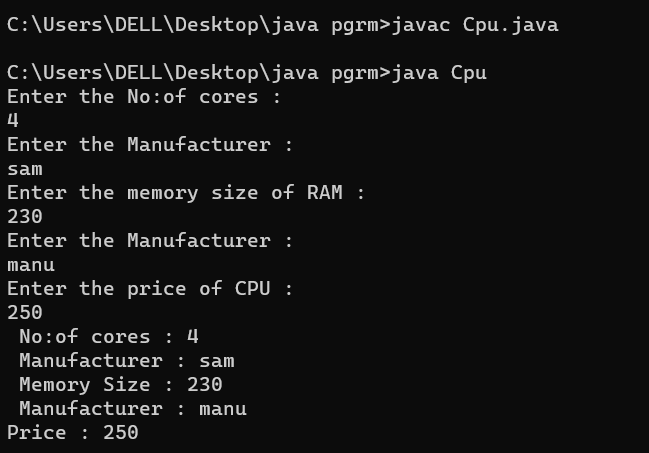 C:\Users\DELL\Desktop\java pgrm>javac Cpu.java
C:\Users\DELL\Desktop\java pgrm>java Cpu
Enter the No:of cores :
4
Enter the Manufacturer :
sam
Enter the memory size of RAM :
230
Enter the Manufacturer :
manu
Enter the price of CPU :
250
 No:of cores : 4
 Manufacturer : sam
 Memory Size : 230
 Manufacturer : manu
Price : 250